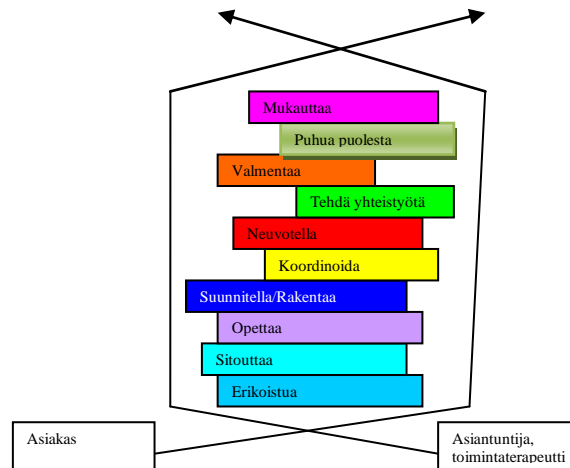 Mukauttaa
Puhua puolesta
Valmentaa
Tehdä yhteistyötä
Neuvotella
Koordinoida
Suunnitella/Rakentaa
Opettaa
Sitouttaa
Erikoistua
Asiakas
Asiantuntija,
toimintaterapeutti